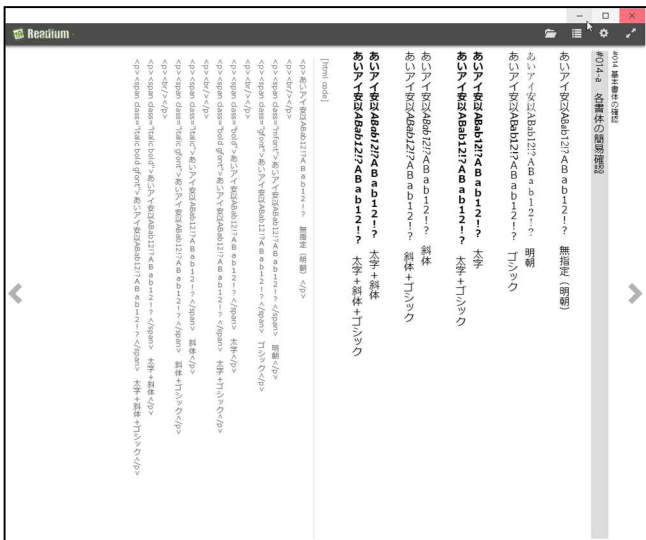 Readium
#014 基本書体の確認
#014-a　各書体の簡易確認
あいアイ安以ABab12!?ＡＢａｂ１２！？　無指定（明朝）
あいアイ安以ABab12!?ＡＢａｂ１２！？　明朝
あいアイ安以ABab12!?ＡＢａｂ１２！？　ゴシック
あいアイ安以ABab12!?ＡＢａｂ１２！？　太字
あいアイ安以ABab12!?ＡＢａｂ１２！？　太字＋ゴシック
あいアイ安以ABab12!?ＡＢａｂ１２！？　斜体
あいアイ安以ABab12!?ＡＢａｂ１２！？　斜体＋ゴシック
あいアイ安以ABab12!?ＡＢａｂ１２！？　太字＋斜体
あいアイ安以ABab12!?ＡＢａｂ１２！？　太字＋斜体＋ゴシック
[html code]
<p>あいアイ安以ABab12!?ＡＢａｂ１２！？　無指定（明朝）</p>
<p><br/></p>
<p><span class="mfont">あいアイ安以ABab12!?ＡＢａｂ１２！？</span>　明朝</p>
<p><span class="gfont">あいアイ安以ABab12!?ＡＢａｂ１２！？</span>　ゴシック</p>
<p><br/></p>
<p><span class="bold">あいアイ安以ABab12!?ＡＢａｂ１２！？</span>　太字</p>
<p><span class="bold gfont">あいアイ安以ABab12!?ＡＢａｂ１２！？</span>　太字＋ゴシック</p>
<p><br/></p>
<p><span class="italic">あいアイ安以ABab12!?ＡＢａｂ１２！？</span>　斜体</p>
<p><span class="italic gfont">あいアイ安以ABab12!?ＡＢａｂ１２！？</span>　斜体＋ゴシック</p>
<p><br/></p>
<p><span class="italic bold">あいアイ安以ABab12!?ＡＢａｂ１２！？</span>　太字＋斜体</p>
<p><span class="italic bold gfont">あいアイ安以ABab12!?ＡＢａｂ１２！？</span>　太字＋斜体＋ゴシック</p>